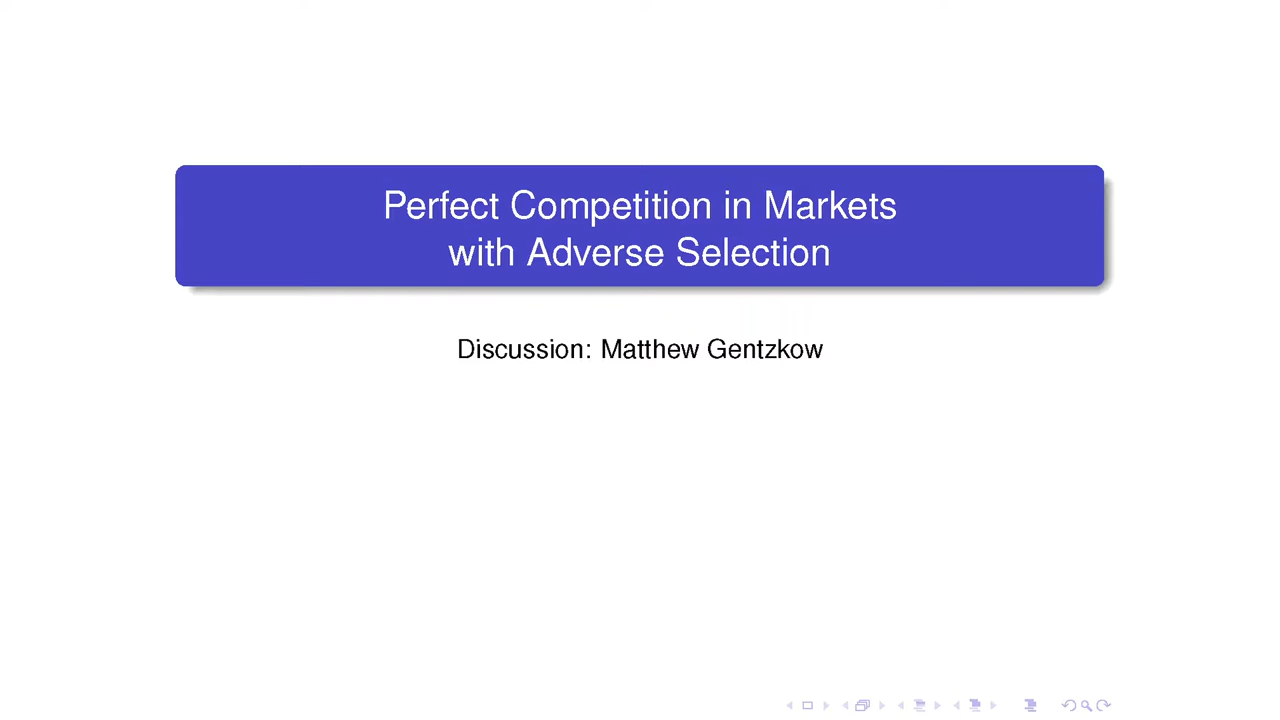 Perfect Competition in Markets
with Adverse Selection
Discussion: Matthew Gentzkow